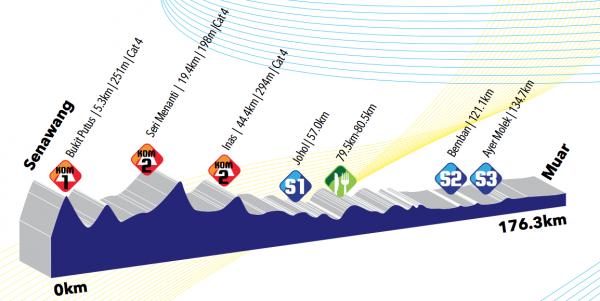 Senawang
KOM
1
Bukit Putus | 5.3km | 251m | Cat 4
KOM
2
Seri Menanti | 19.4km | 198m | Cat 4
KOM
2
Inas | 44.4km | 294m | Cat 4
S1
Johol | 57.0km
79.5km-80.5km
S2
Bemban | 121.1km
S3
Ayer Molek | 134.7km
Muar
0km
176.3km